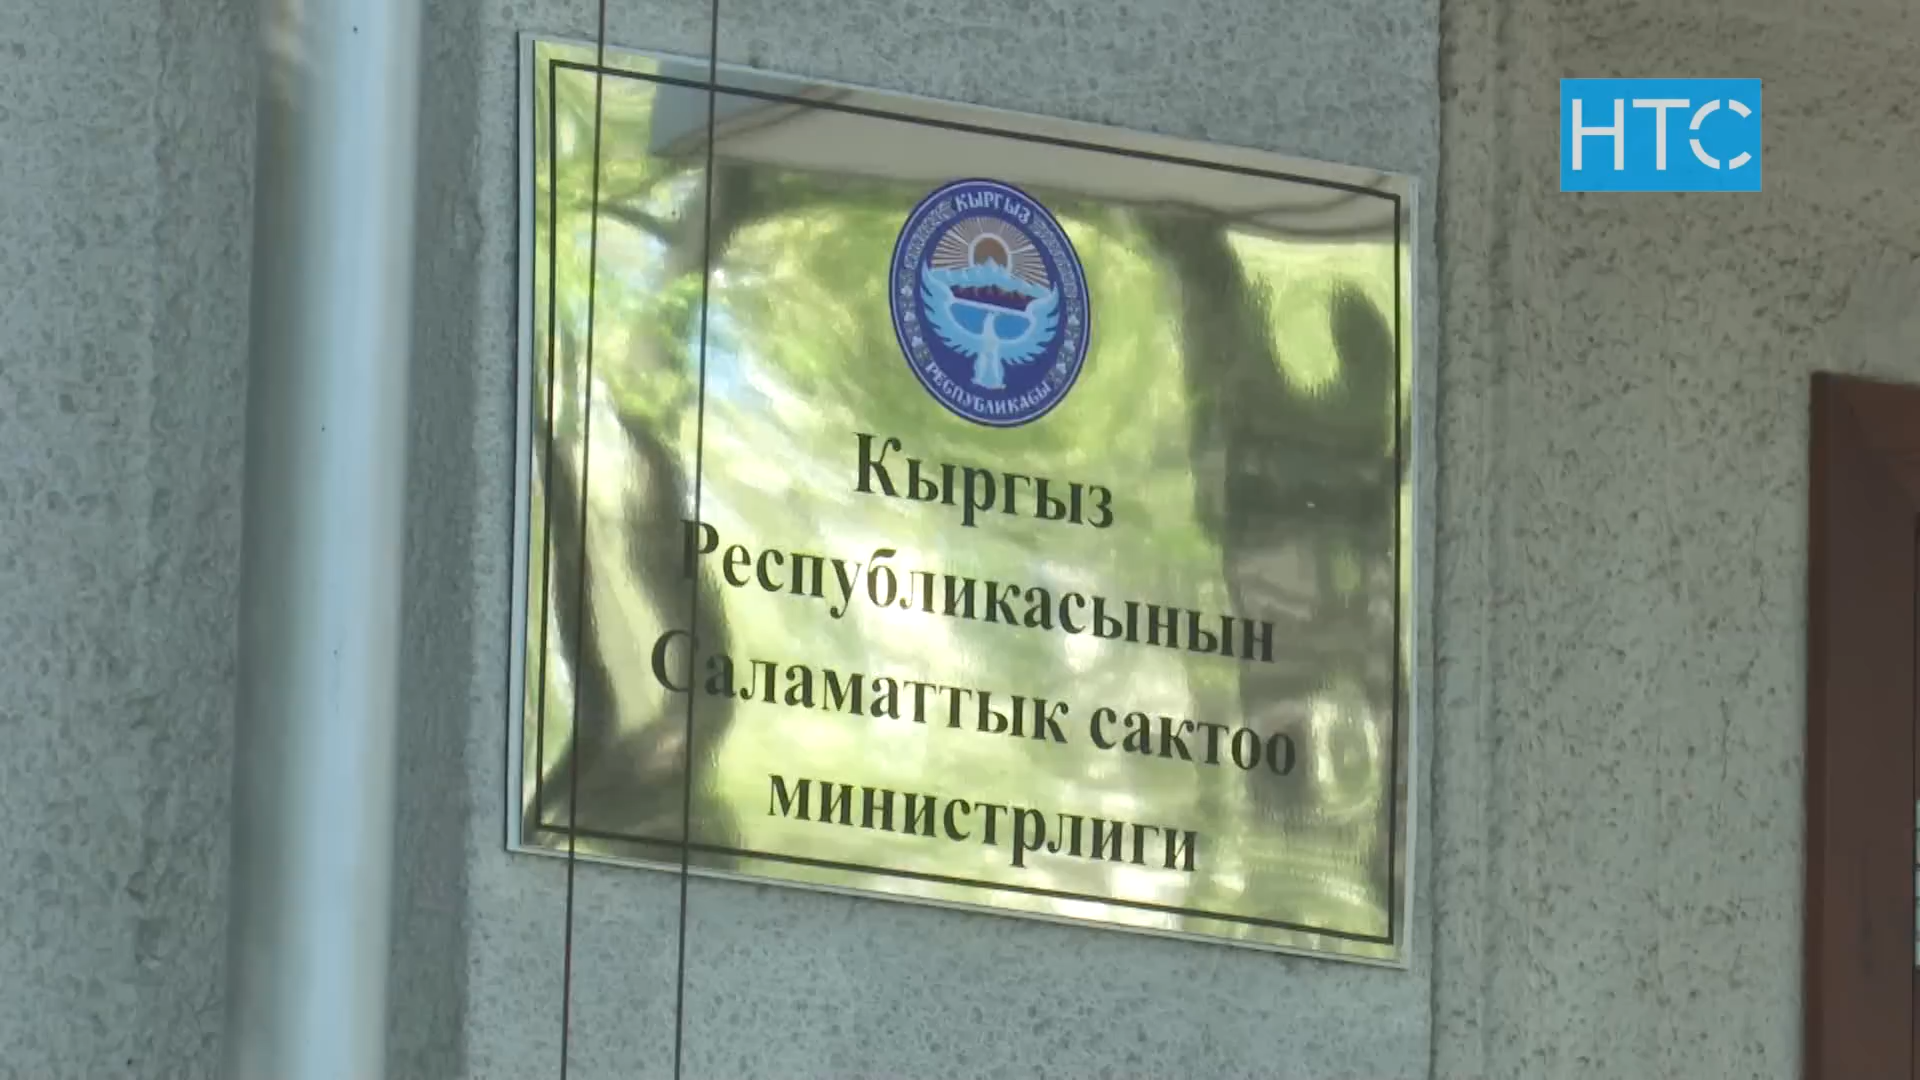 НТС
КЫРГЫЗ
РЕСПУБЛИКАСЫ
Кыргыз
Республикасынын
Саламаттык сактоо
министрлиги